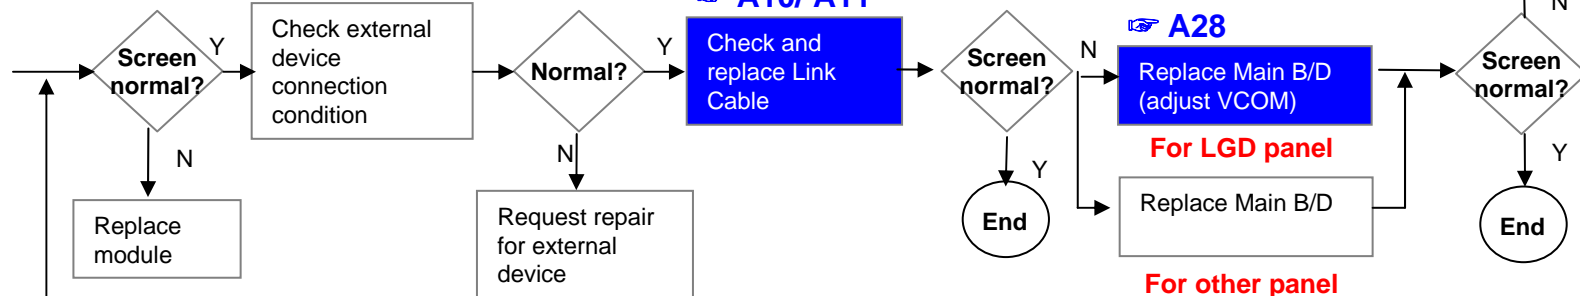 ☞ A10/ A11
N
Screen
normal?
Y
Check external
device
connection
condition
Normal?
Y
Check and
replace Link
Cable
Screen
normal?
N
☞ A28
Replace Main B/D
(adjust VCOM)
For LGD panel
Screen
normal?
N
Replace
module
N
Request repair
for external
device
Y
End
Replace Main B/D
For other panel
Y
End